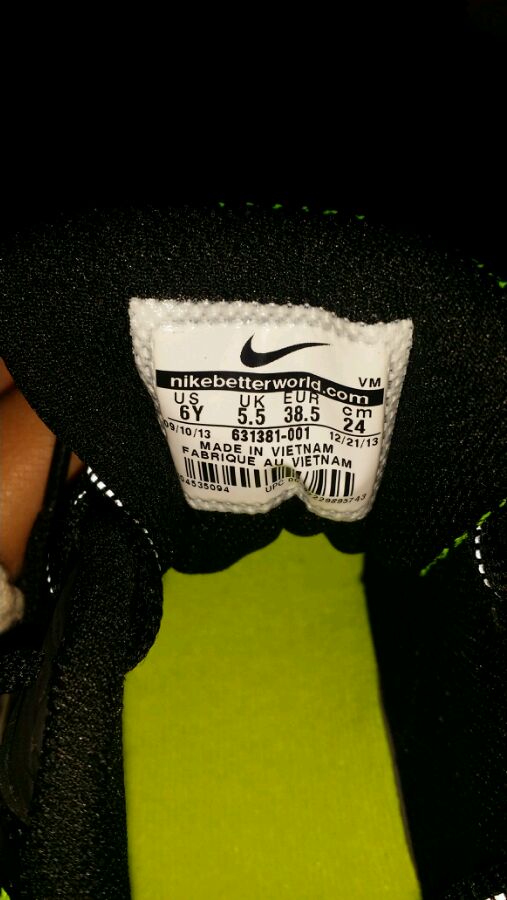 nikebetterworld.com VM
US UK EUR cm
6Y 5.5 38.5 24
09/10/13 631381-001 12/21/13
MADE IN VIETNAM
FABRIQUE AU VIETNAM
UPC